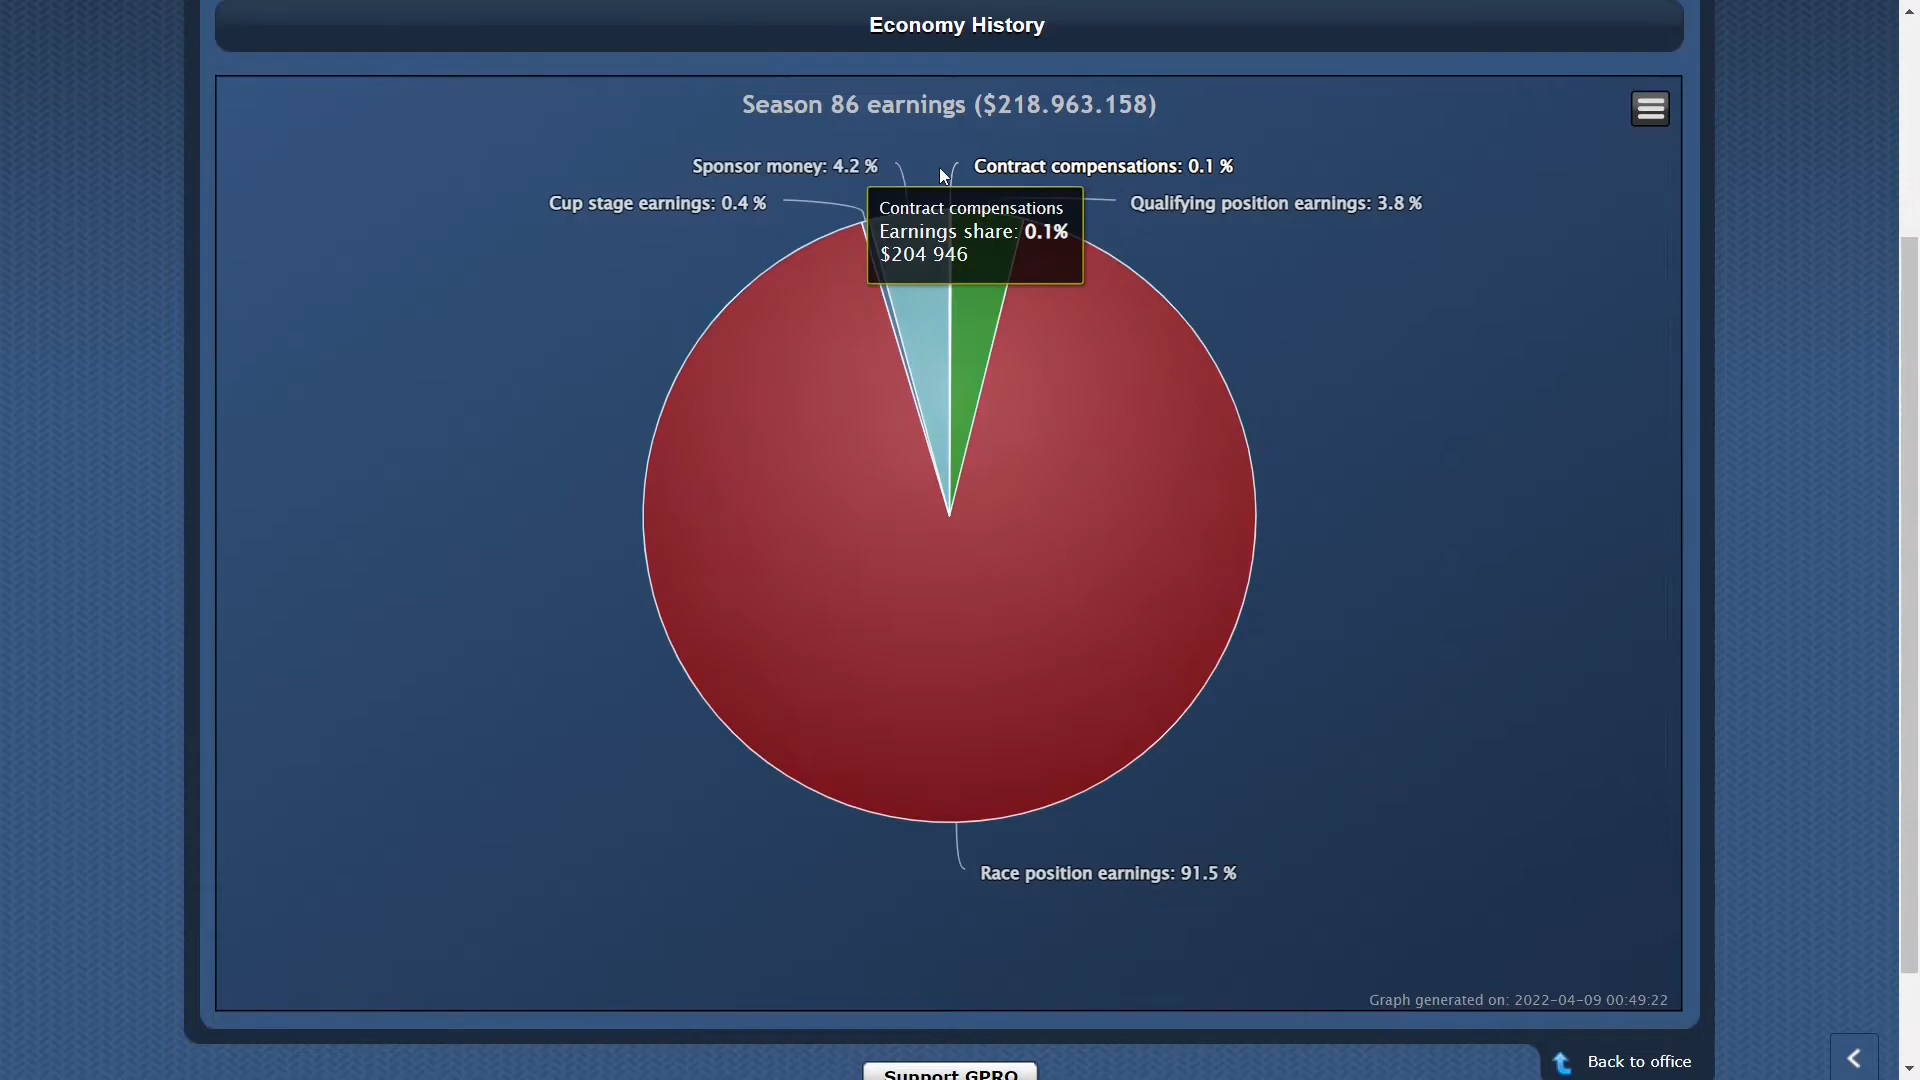 Economy History
Season 86 earnings ($218.963.158)
Sponsor money: 4.2 %
Contract compensations: 0.1 %
Cup stage earnings: 0.4 %
Qualifying position earnings: 3.8 %
Contract compensations
Earnings share: 0.1%
$204 946
Race position earnings: 91.5 %
Graph generated on: 2022-04-09 00:49:22
Back to office
Support GPRO